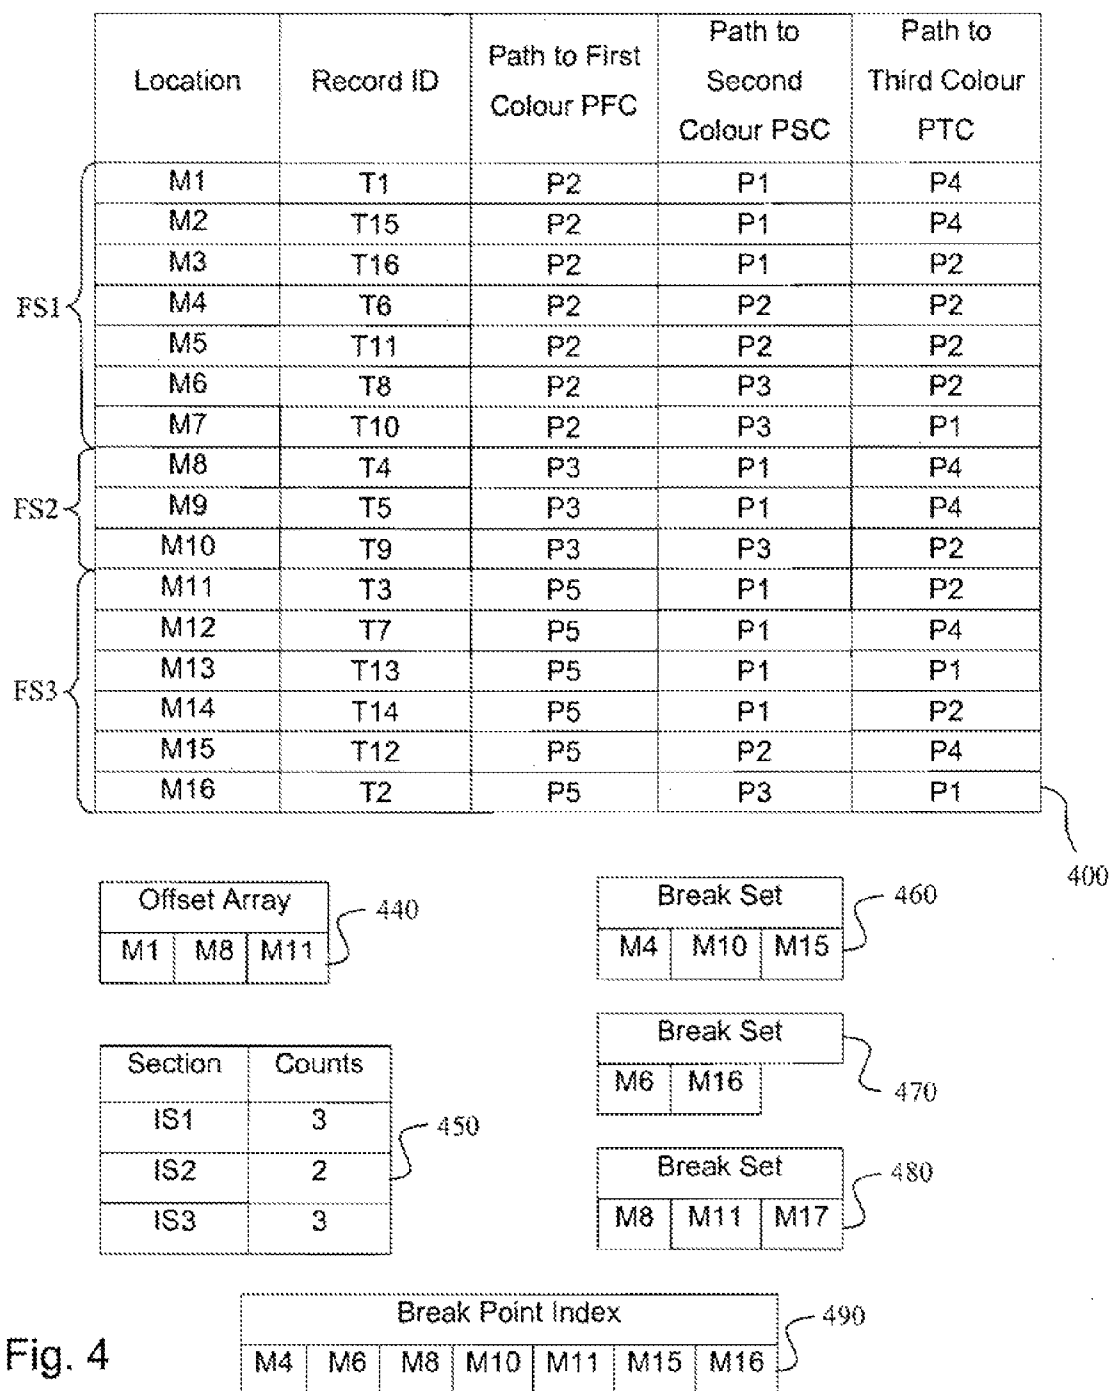 Location Record ID Path to First Colour PFC Path to Second Colour PSC Path to Third Colour PTC
FS1
M1 T1 P2 P1 P4
M2 T15 P2 P1 P4
M3 T16 P2 P1 P2
M4 T6 P2 P2 P2
M5 T11 P2 P2 P2
M6 T8 P2 P3 P2
M7 T10 P2 P3 P1
FS2
M8 T4 P3 P1 P4
M9 T5 P3 P1 P4
M10 T9 P3 P3 P2
FS3
M11 T3 P5 P1 P2
M12 T7 P5 P1 P4
M13 T13 P5 P1 P1
M14 T14 P5 P1 P2
M15 T12 P5 P2 P4
M16 T2 P5 P3 P1
400
Offset Array
M1 M8 M11
440
Break Set
M4 M10 M15
460
Section Counts
IS1 3
IS2 2
IS3 3
450
Break Set
M6 M16
470
Break Set
M8 M11 M17
480
Break Point Index
M4 M6 M8 M10 M11 M15 M16
490
Fig. 4